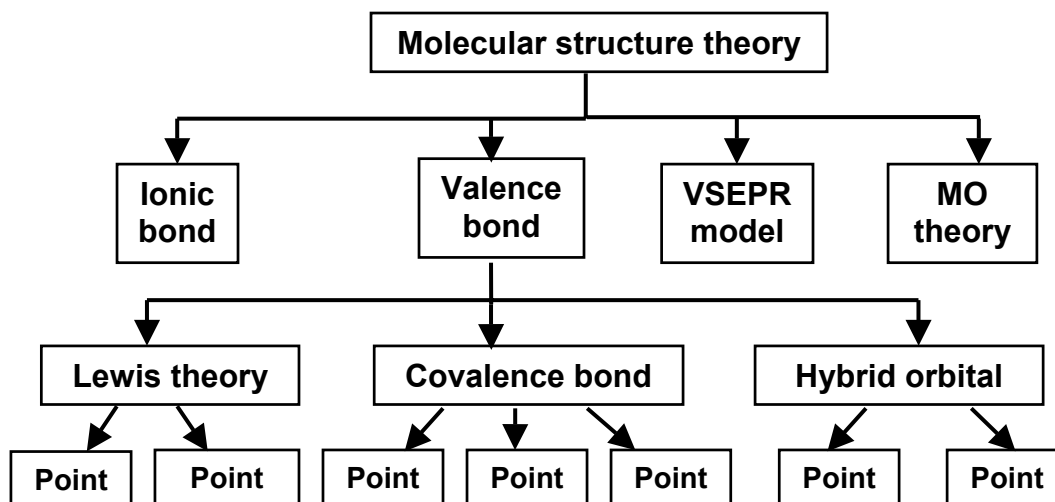 Molecular structure theory
Ionic
bond
Valence
bond
VSEPR
model
MO
theory
Lewis theory
Covalence bond
Hybrid orbital
Point
Point
Point
Point
Point
Point
Point